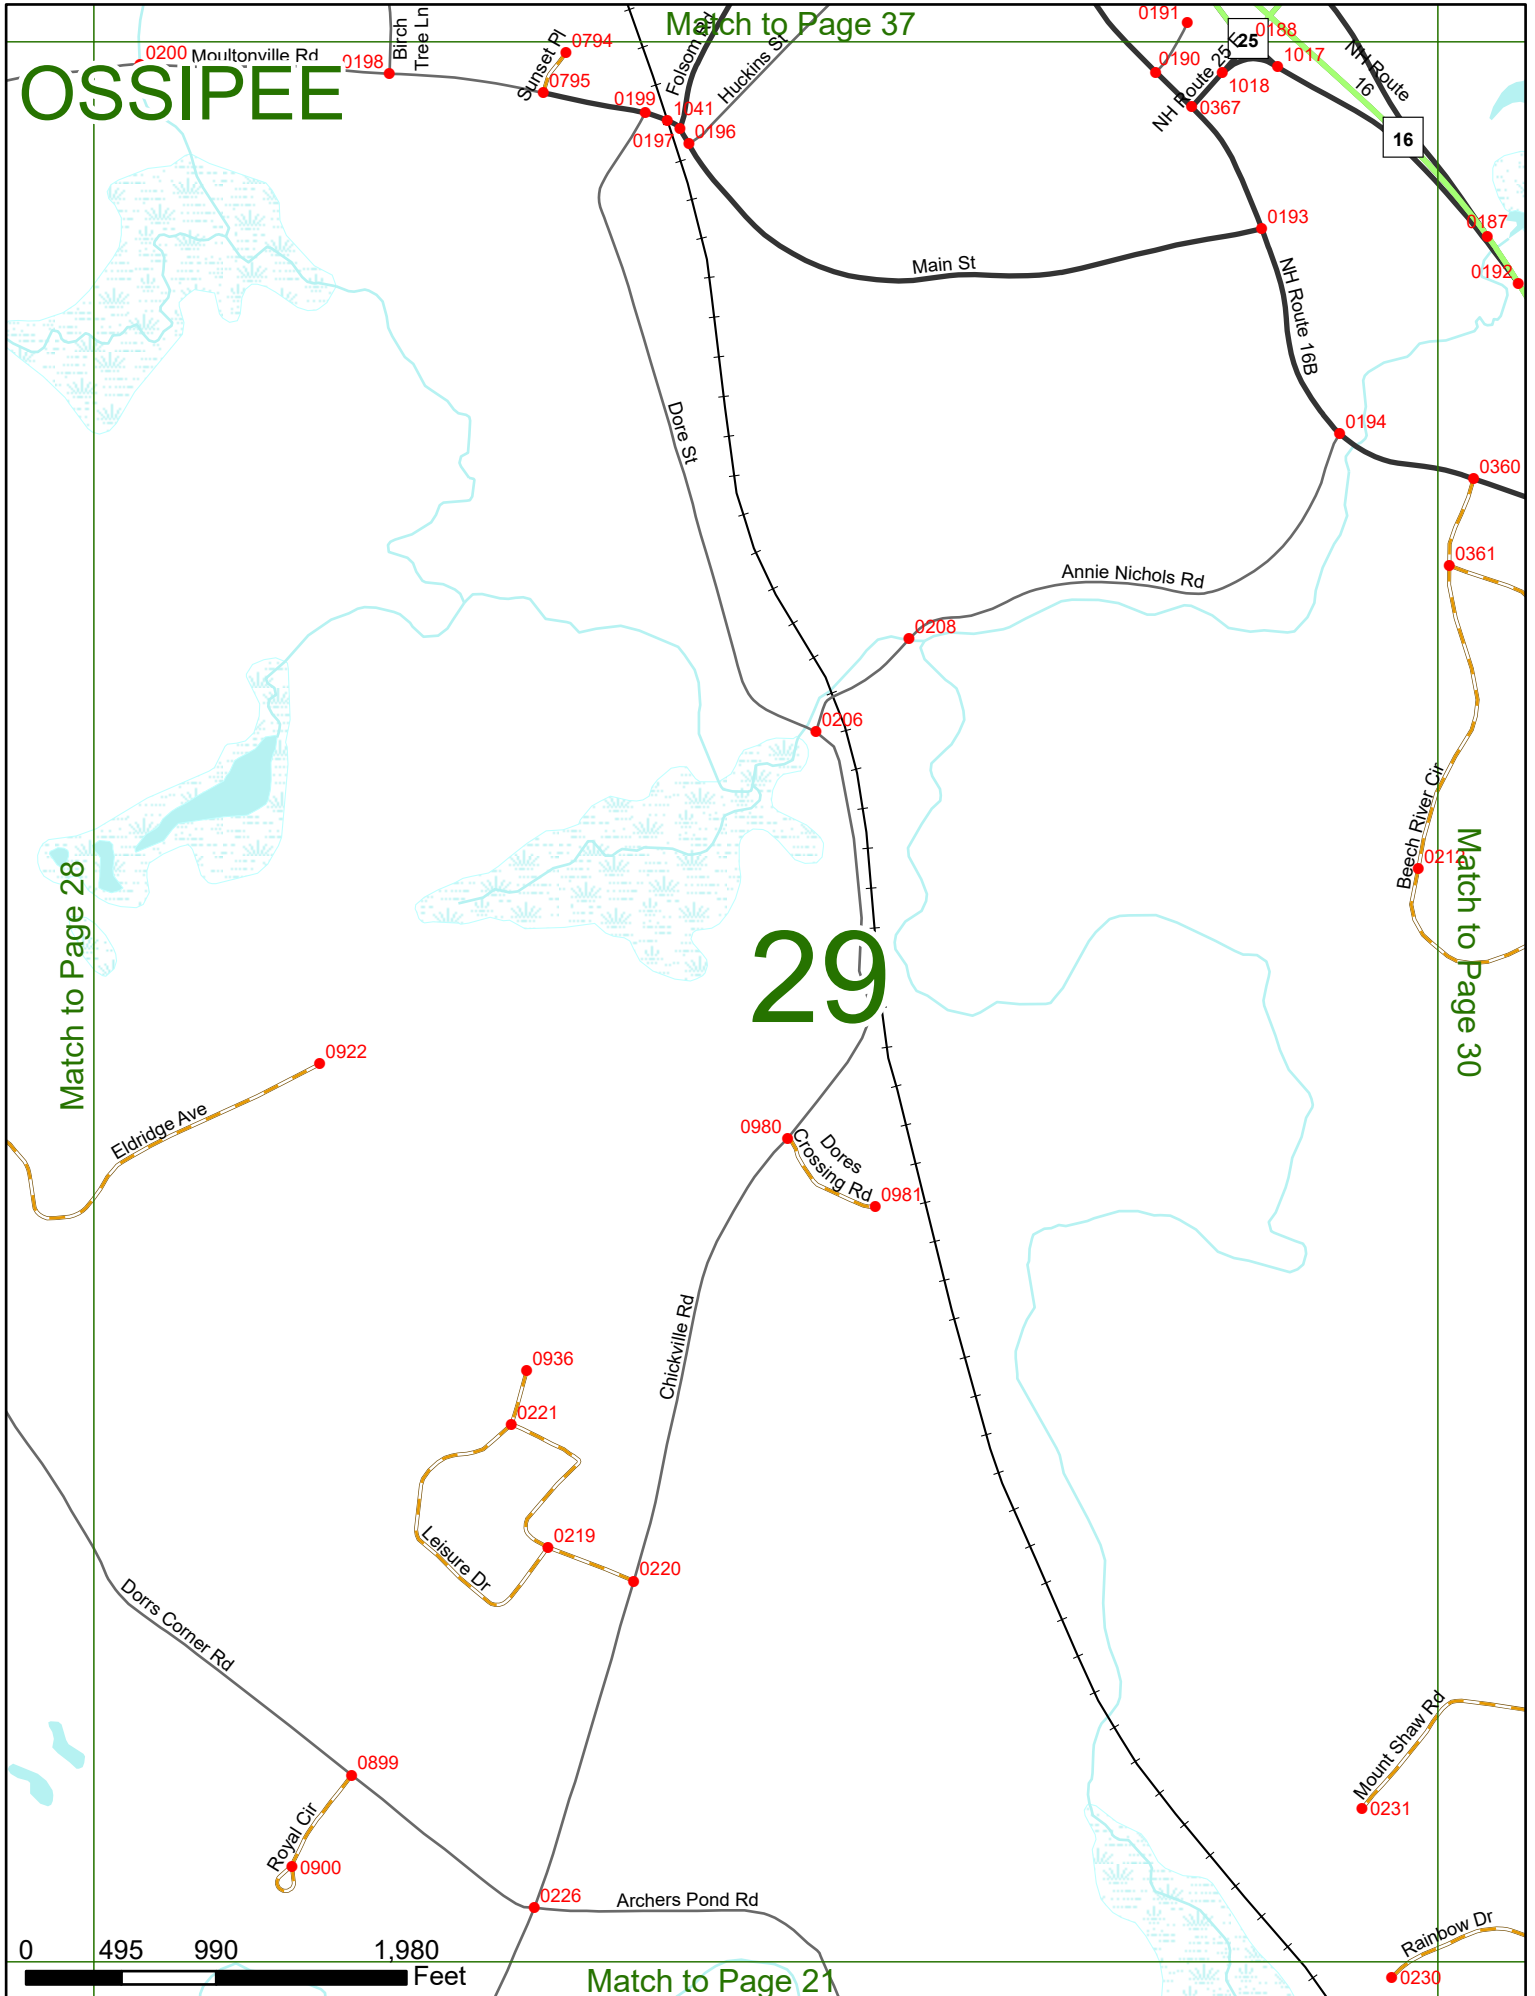 Match to Page 37
OSSIPEE
0200
Moultonville Rd
0198
Birch
Tree Ln
Sunset Pl
0794
0795
0199
1041
0197
0196
Folsom Rd
Huckins St
0191
0190
NH Route 25 E
25
0188
1017
1018
0367
NH Route
16
16
0187
0192
0193
Main St
NH Route 16B
0194
0360
0361
Dore St
Annie Nichols Rd
0208
0206
Beech River Cir
0212
Match to Page 28
Match to Page 30
29
0922
Eldridge Ave
0980
Dores
Crossing Rd
0981
Chickville Rd
0936
0221
0219
0220
Leisure Dr
Dorrs Corner Rd
0899
Royal Cir
0900
0226
Archers Pond Rd
Mount Shaw Rd
0231
Rainbow Dr
0230
0 495 990 1,980
Feet
Match to Page 21